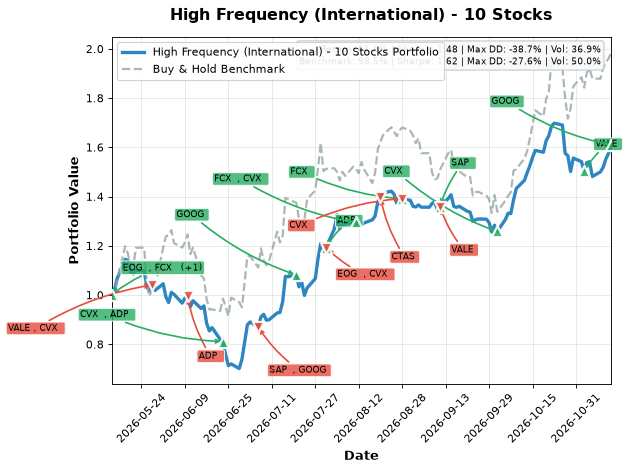 High Frequency (International) - 10 Stocks
High Frequency (International) - 10 Stocks Portfolio
Buy & Hold Benchmark
48 | Max DD: -38.7% | Vol: 36.9%
Benchmark: 98.5% | Sharpe: 62 | Max DD: -27.6% | Vol: 50.0%
Portfolio Value
2.0
1.8
1.6
1.4
1.2
1.0
0.8
GOOG
VALE
FCX
CVX
SAP
FCX , CVX
GOOG
CVX
ADP
CTAS
VALE
EOG , FCX (+1)
EOG , CVX
CVX , ADP
VALE , CVX
ADP
SAP , GOOG
2026-05-24
2026-06-09
2026-06-25
2026-07-11
2026-07-27
2026-08-12
2026-08-28
2026-09-13
2026-09-29
2026-10-15
2026-10-31
Date